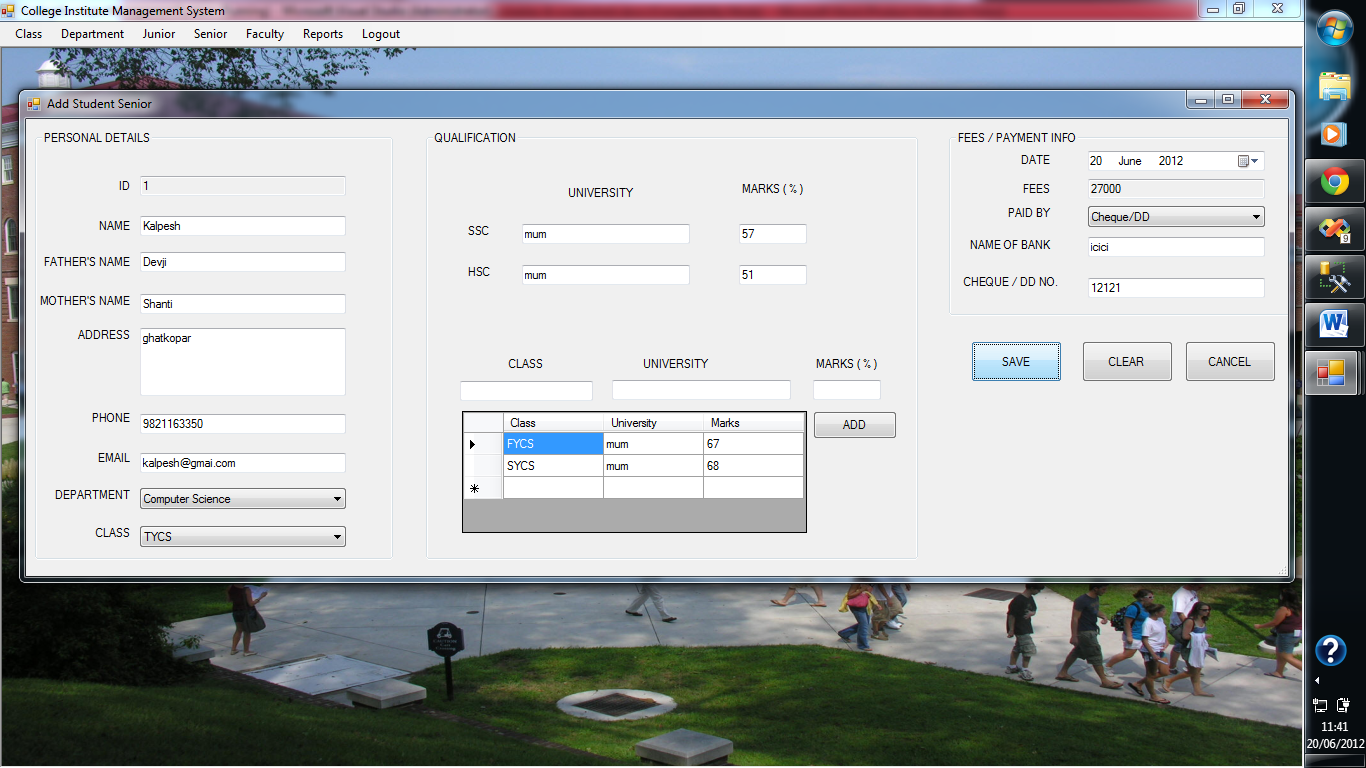 College Institute Management System
Class Department Junior Senior Faculty Reports Logout
Add Student Senior
PERSONAL DETAILS
ID 1
NAME Kalpesh
FATHER'S NAME Devji
MOTHER'S NAME Shanti
ADDRESS ghatkopar
PHONE 9821163350
EMAIL kalpesh@gmai.com
DEPARTMENT Computer Science
CLASS TYCS
QUALIFICATION
UNIVERSITY MARKS ( % )
SSC mum 57
HSC mum 51
CLASS UNIVERSITY MARKS ( % )
Class University Marks
FYCS mum 67
SYCS mum 68
ADD
FEES / PAYMENT INFO
DATE 20 June 2012
FEES 27000
PAID BY Cheque/DD
NAME OF BANK icici
CHEQUE / DD NO. 12121
SAVE CLEAR CANCEL
9
W
?
11:41
20/06/2012